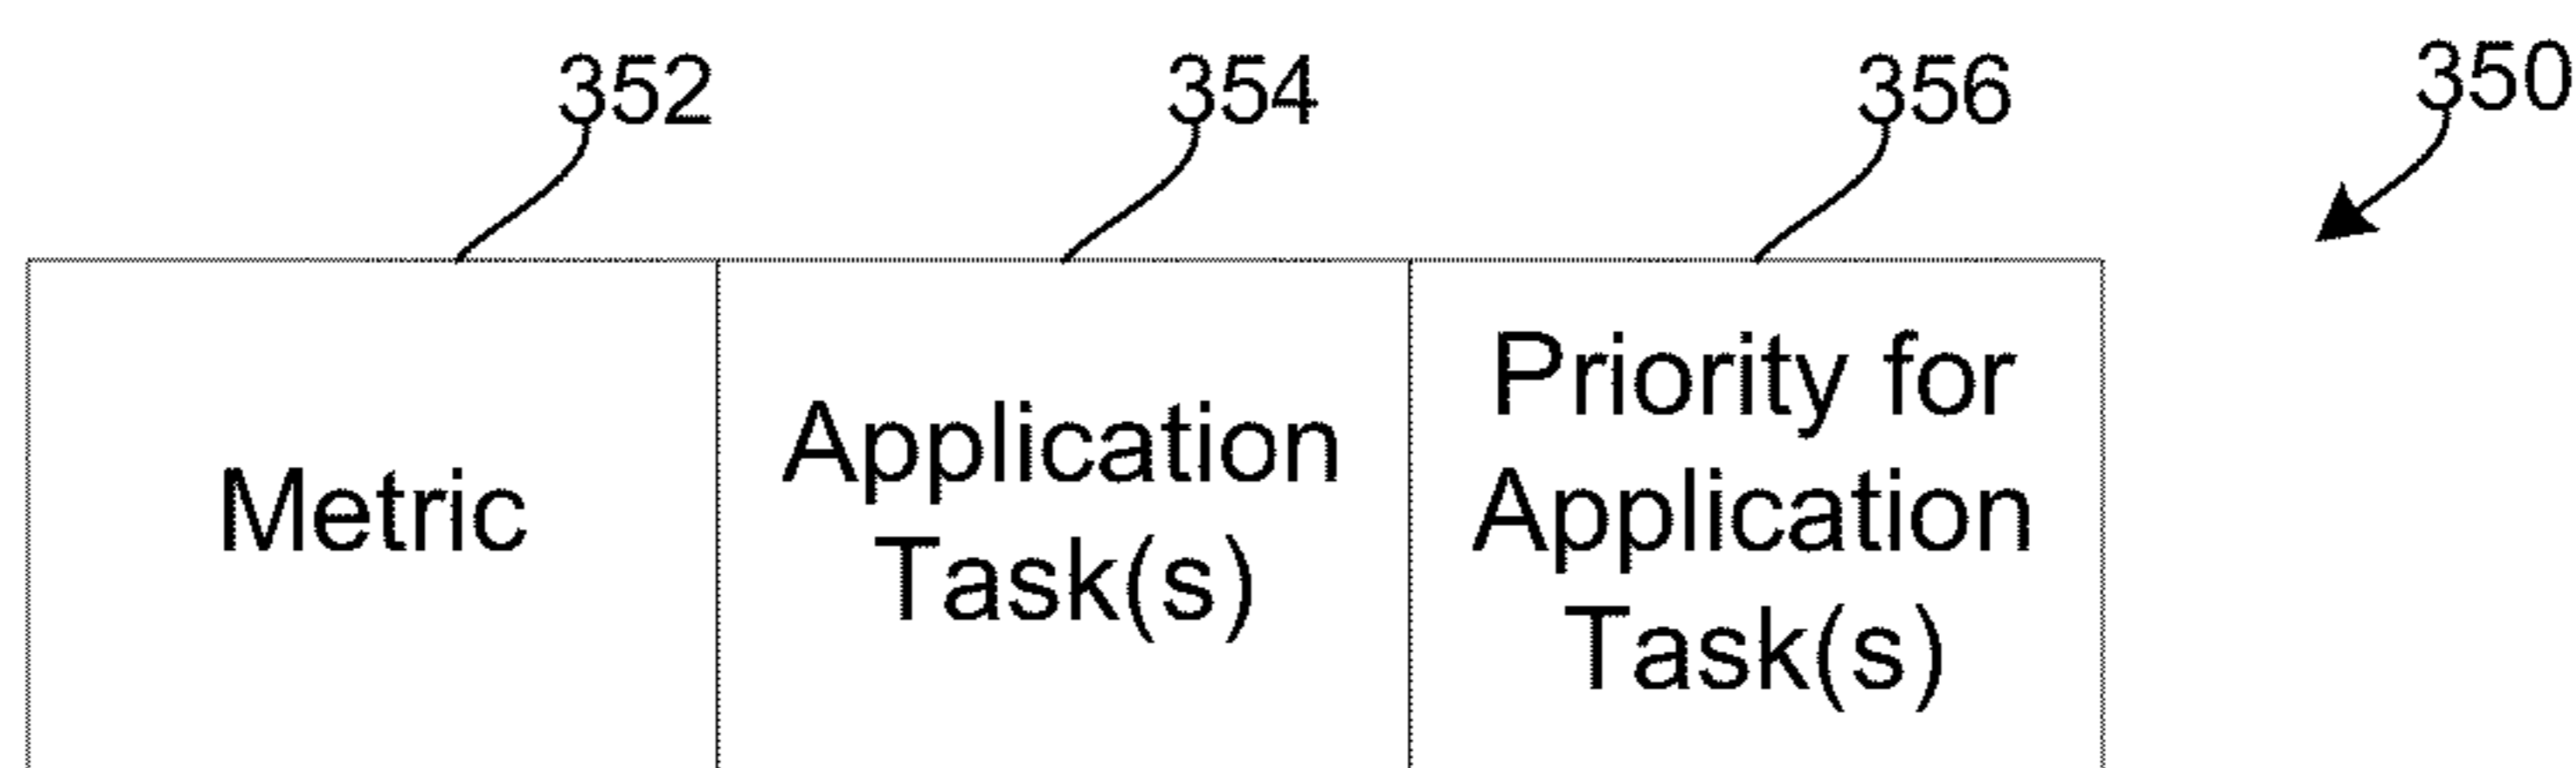 352
354
356
350
Metric
Application
Task(s)
Priority for
Application
Task(s)